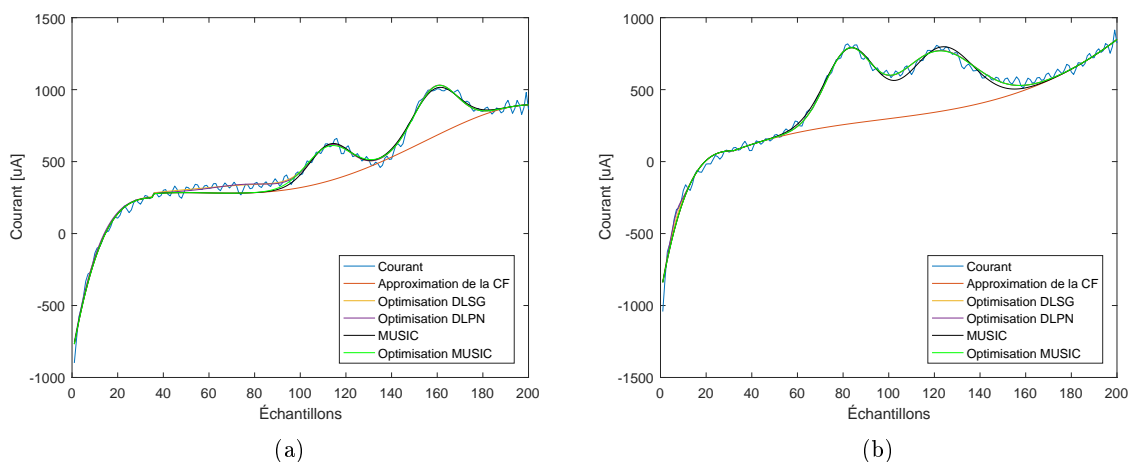 1500
1000
500
0
-500
-1000
0 20 40 60 80 100 120 140 160 180 200
Courant [uA]
Échantillons
Courant
Approximation de la CF
Optimisation DLSG
Optimisation DLPN
MUSIC
Optimisation MUSIC
(a)
1000
500
0
-500
-1000
-1500
0 20 40 60 80 100 120 140 160 180 200
Courant [uA]
Échantillons
Courant
Approximation de la CF
Optimisation DLSG
Optimisation DLPN
MUSIC
Optimisation MUSIC
(b)